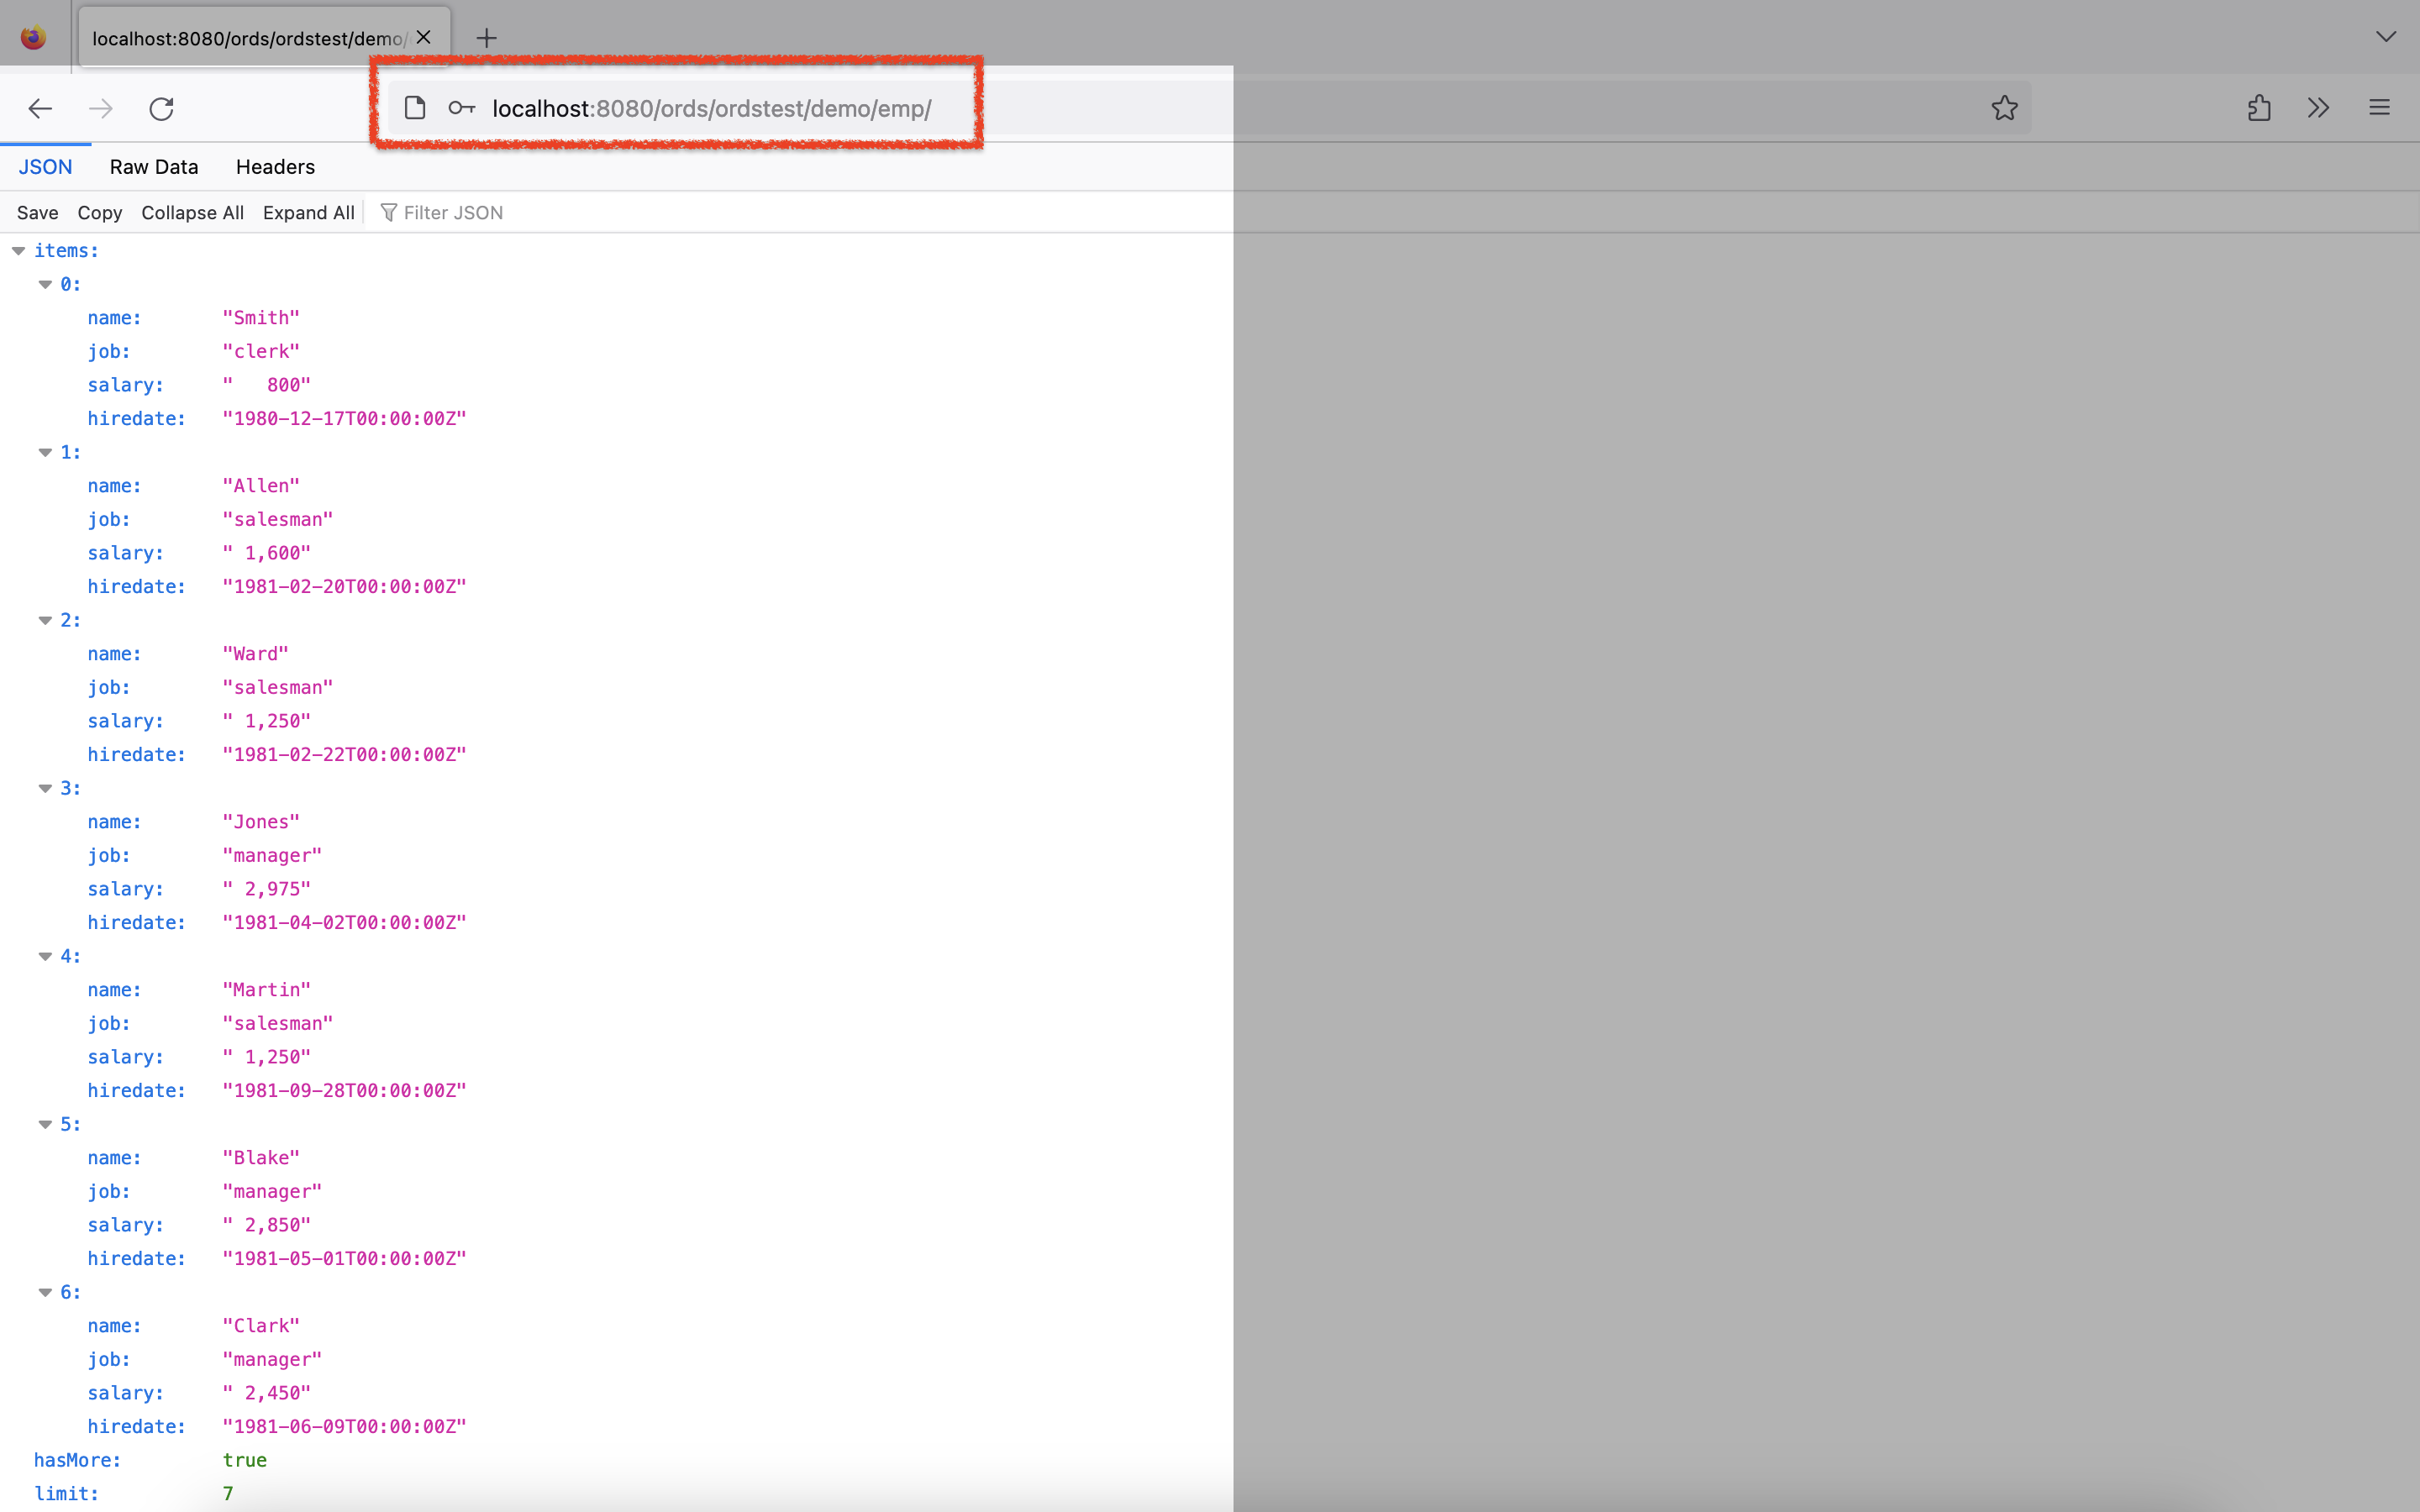 localhost:8080/ords/ordstest/demo/
localhost:8080/ords/ordstest/demo/emp/
JSON Raw Data Headers
Save Copy Collapse All Expand All Filter JSON
items:
0:
name: "Smith"
job: "clerk"
salary: "   800"
hiredate: "1980-12-17T00:00:00Z"
1:
name: "Allen"
job: "salesman"
salary: " 1,600"
hiredate: "1981-02-20T00:00:00Z"
2:
name: "Ward"
job: "salesman"
salary: " 1,250"
hiredate: "1981-02-22T00:00:00Z"
3:
name: "Jones"
job: "manager"
salary: " 2,975"
hiredate: "1981-04-02T00:00:00Z"
4:
name: "Martin"
job: "salesman"
salary: " 1,250"
hiredate: "1981-09-28T00:00:00Z"
5:
name: "Blake"
job: "manager"
salary: " 2,850"
hiredate: "1981-05-01T00:00:00Z"
6:
name: "Clark"
job: "manager"
salary: " 2,450"
hiredate: "1981-06-09T00:00:00Z"
hasMore: true
limit: 7